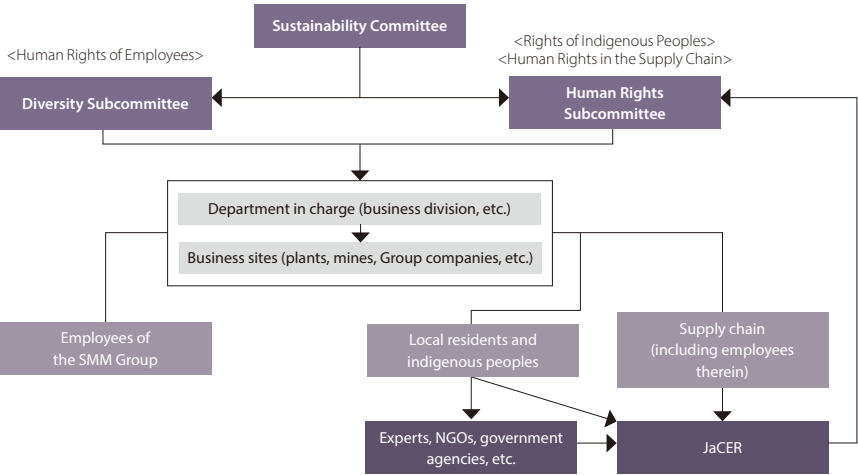 Sustainability Committee
<Human Rights of Employees>
<Rights of Indigenous Peoples>
<Human Rights in the Supply Chain>
Diversity Subcommittee
Human Rights
Subcommittee
Department in charge (business division, etc.)
Business sites (plants, mines, Group companies, etc.)
Employees of
the SMM Group
Local residents and
indigenous peoples
Supply chain
(including employees
therein)
Experts, NGOs, government
agencies, etc.
JaCER